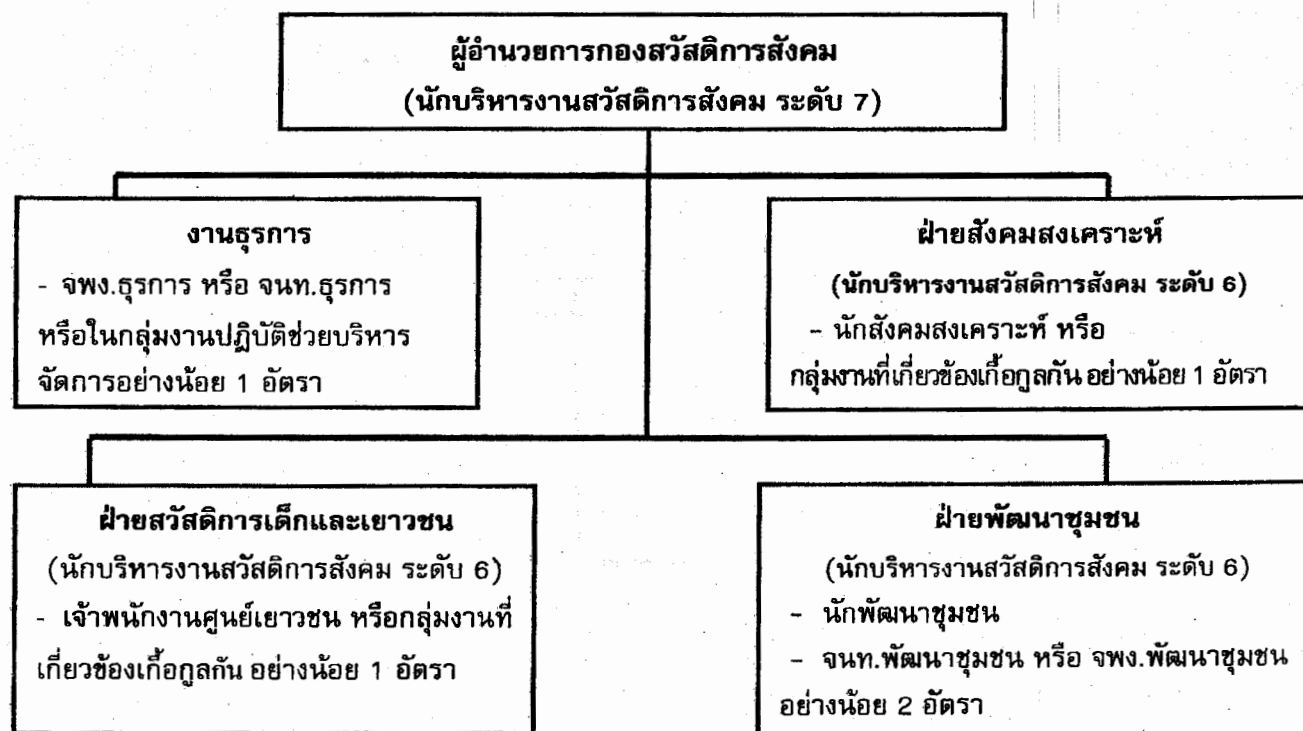 ผู้อำนวยการกองสวัสดิการสังคม
(นักบริหารงานสวัสดิการสังคม ระดับ 7)
งานธุรการ
- จพง.ธุรการ หรือ จนท.ธุรการ
หรือในกลุ่มงานปฏิบัติช่วยบริหาร
จัดการอย่างน้อย 1 อัตรา
ฝ่ายสังคมสงเคราะห์
(นักบริหารงานสวัสดิการสังคม ระดับ 6)
- นักสังคมสงเคราะห์ หรือ
กลุ่มงานที่เกี่ยวข้องเกื้อกูลกัน อย่างน้อย 1 อัตรา
ฝ่ายสวัสดิการเด็กและเยาวชน
(นักบริหารงานสวัสดิการสังคม ระดับ 6)
- เจ้าพนักงานศูนย์เยาวชน หรือกลุ่มงานที่
เกี่ยวข้องเกื้อกูลกัน อย่างน้อย 1 อัตรา
ฝ่ายพัฒนาชุมชน
(นักบริหารงานสวัสดิการสังคม ระดับ 6)
- นักพัฒนาชุมชน
- จนท.พัฒนาชุมชน หรือ จพง.พัฒนาชุมชน
อย่างน้อย 2 อัตรา